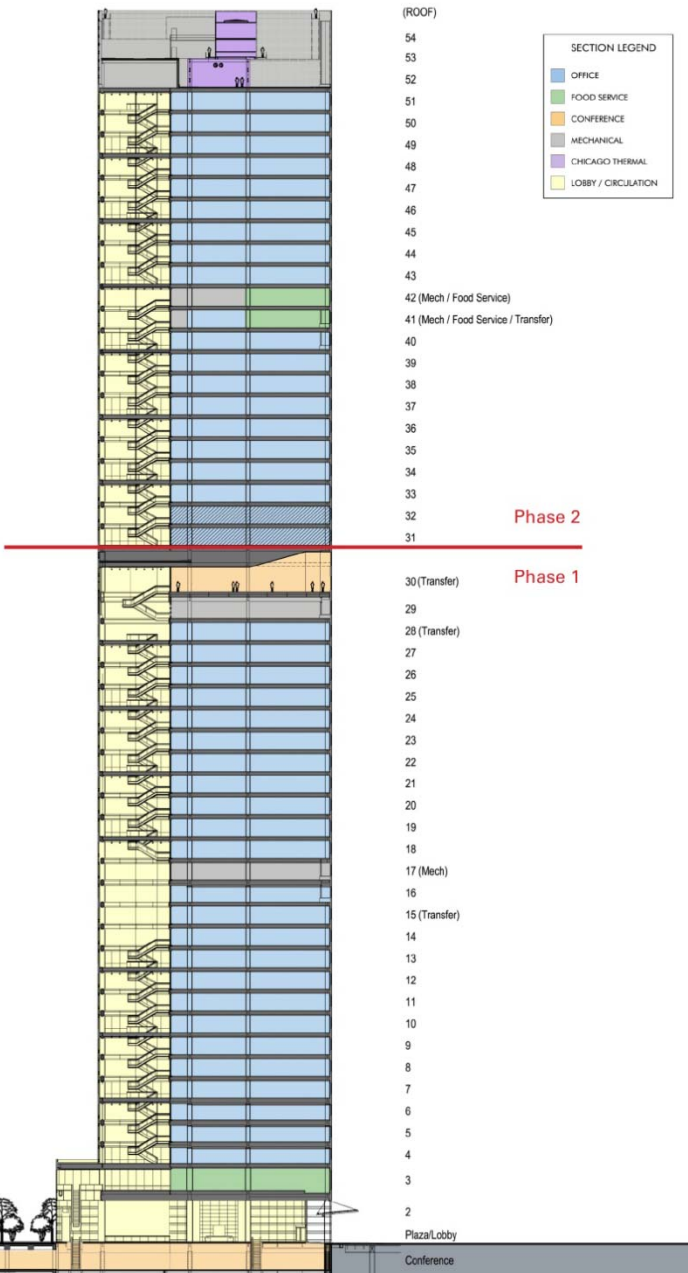 (ROOF)
54
53
52
51
50
49
48
47
46
45
44
43
42 (Mech / Food Service)
41 (Mech / Food Service / Transfer)
40
39
38
37
36
35
34
33
32
31
30 (Transfer)
29
28 (Transfer)
27
26
25
24
23
22
21
20
19
18
17 (Mech)
16
15 (Transfer)
14
13
12
11
10
9
8
7
6
5
4
3
2
Plaza/Lobby
Conference
SECTION LEGEND
OFFICE
FOOD SERVICE
CONFERENCE
MECHANICAL
CHICAGO THERMAL
LOBBY / CIRCULATION
Phase 2
Phase 1